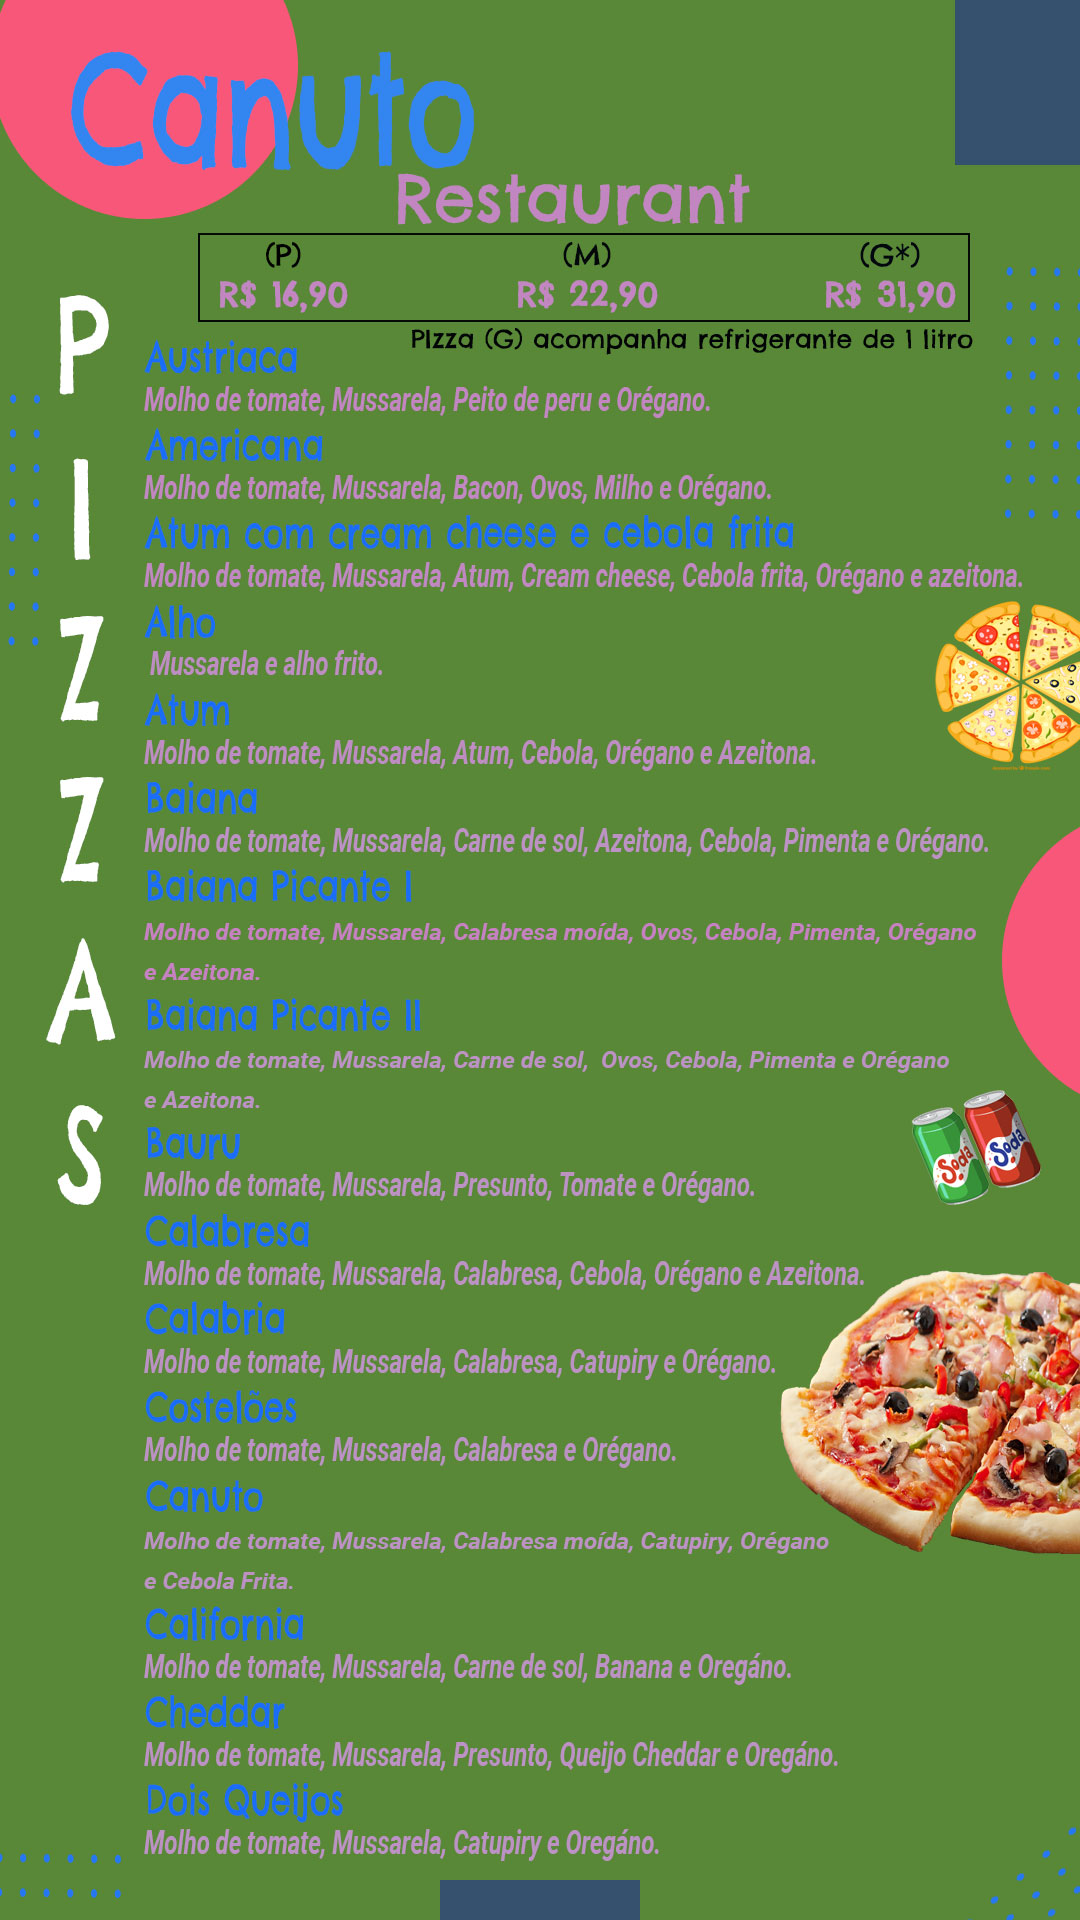 Canuto
Restaurant
(P) (M) (G*)
R$ 16,90 R$ 22,90 R$ 31,90
PIzza (G) acompanha refrigerante de 1 litro
PIZZAS
Austriaca
Molho de tomate, Mussarela, Peito de peru e Orégano.
Americana
Molho de tomate, Mussarela, Bacon, Ovos, Milho e Orégano.
Atum com cream cheese e cebola frita
Molho de tomate, Mussarela, Atum, Cream cheese, Cebola frita, Orégano e azeitona.
Alho
Mussarela e alho frito.
Atum
Molho de tomate, Mussarela, Atum, Cebola, Orégano e Azeitona.
Baiana
Molho de tomate, Mussarela, Carne de sol, Azeitona, Cebola, Pimenta e Orégano.
Baiana Picante I
Molho de tomate, Mussarela, Calabresa moída, Ovos, Cebola, Pimenta, Orégano
e Azeitona.
Baiana Picante II
Molho de tomate, Mussarela, Carne de sol, Ovos, Cebola, Pimenta e Orégano
e Azeitona.
Soda Soda
Bauru
Molho de tomate, Mussarela, Presunto, Tomate e Orégano.
Calabresa
Molho de tomate, Mussarela, Calabresa, Cebola, Orégano e Azeitona.
Calabria
Molho de tomate, Mussarela, Calabresa, Catupiry e Orégano.
Costelões
Molho de tomate, Mussarela, Calabresa e Orégano.
Canuto
Molho de tomate, Mussarela, Calabresa moída, Catupiry, Orégano
e Cebola Frita.
California
Molho de tomate, Mussarela, Carne de sol, Banana e Oregáno.
Cheddar
Molho de tomate, Mussarela, Presunto, Queijo Cheddar e Oregáno.
Dois Queijos
Molho de tomate, Mussarela, Catupiry e Oregáno.